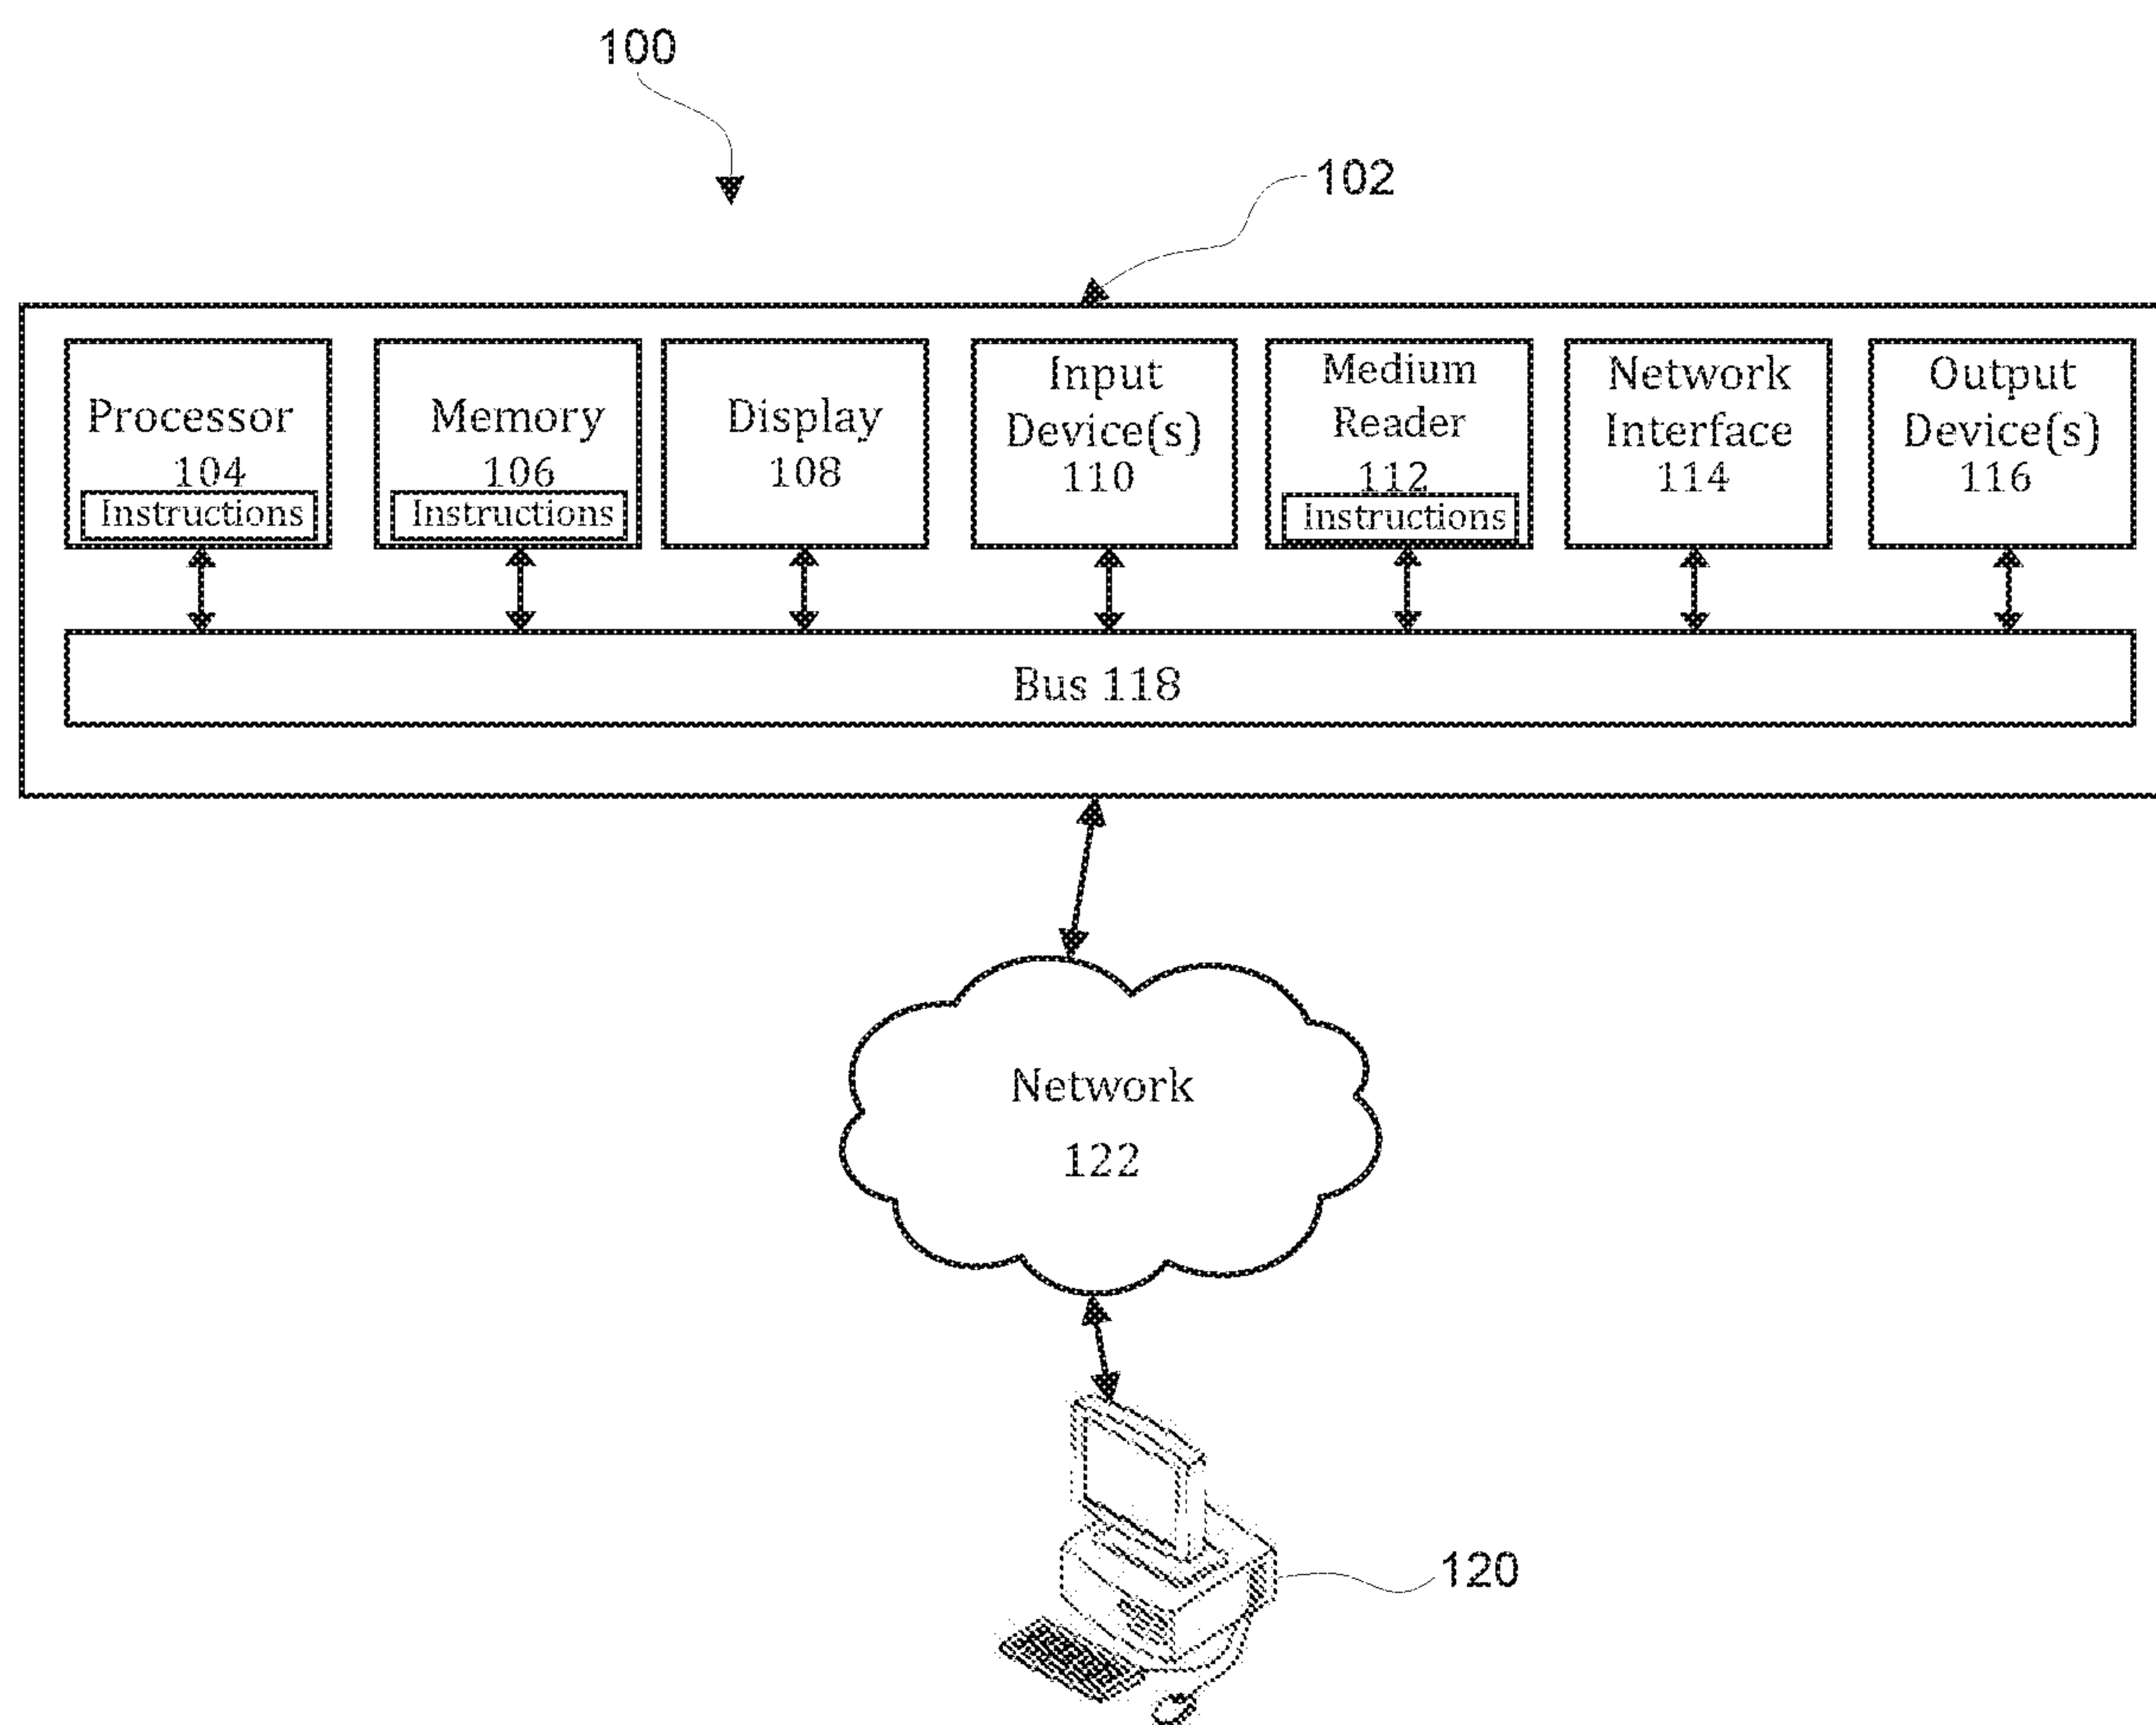 100
102
Processor
104
Instructions
Memory
106
Instructions
Display
108
Input
Device(s)
110
Medium
Reader
112
Instructions
Network
Interface
114
Output
Device(s)
116
Bus 118
Network
122
120